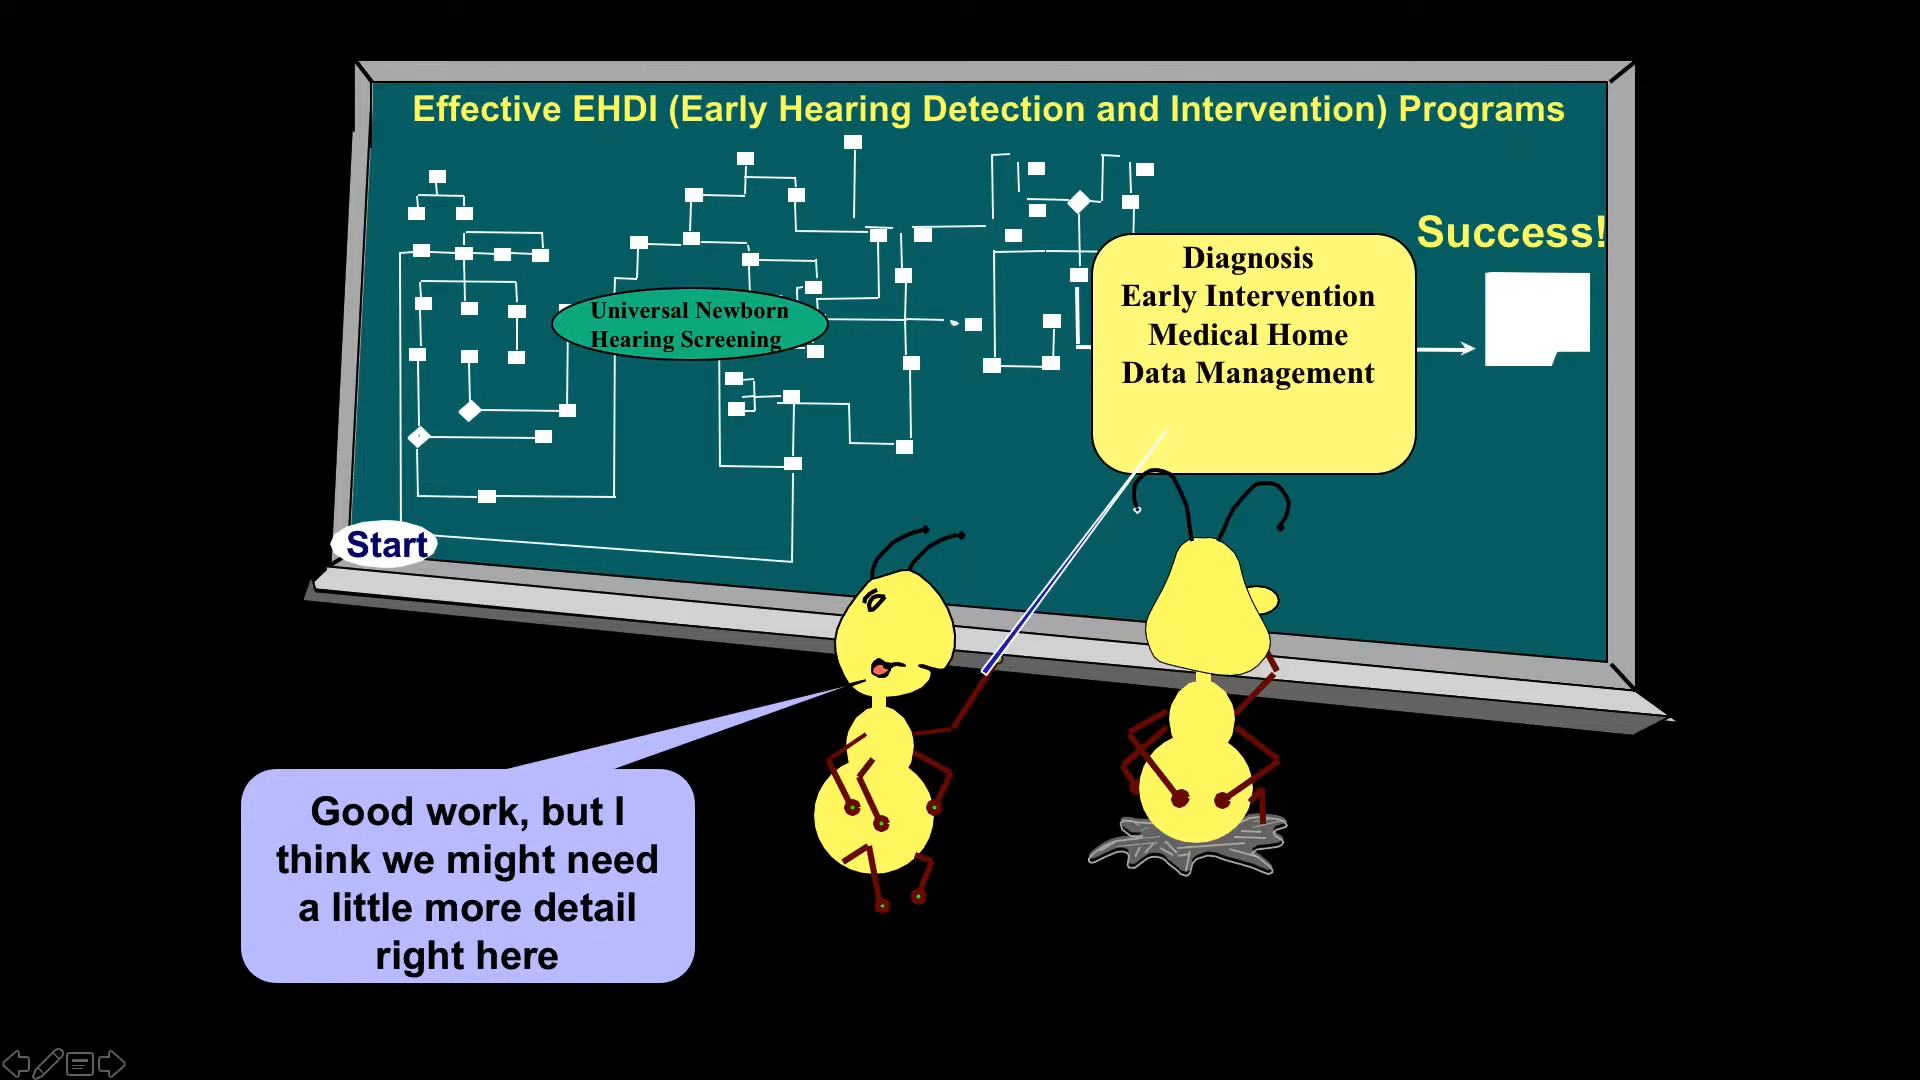 Effective EHDI (Early Hearing Detection and Intervention) Programs
Success!
Diagnosis
Early Intervention
Medical Home
Data Management
Universal Newborn
Hearing Screening
Start
Good work, but I
think we might need
a little more detail
right here